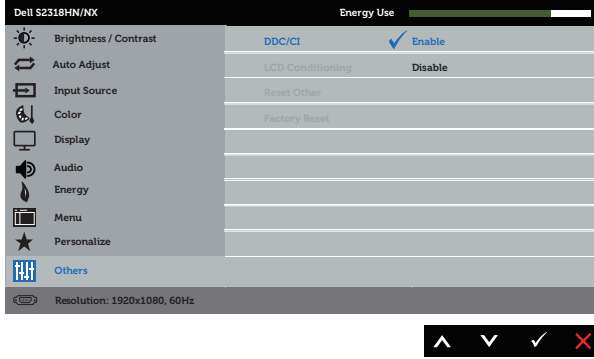 Dell S2318HN/NX Energy Use
Brightness / Contrast DDC/CI Enable
Auto Adjust LCD Conditioning Disable
Input Source Reset Other
Color Factory Reset
Display
Audio
Energy
Menu
Personalize
Others
Resolution: 1920x1080, 60Hz